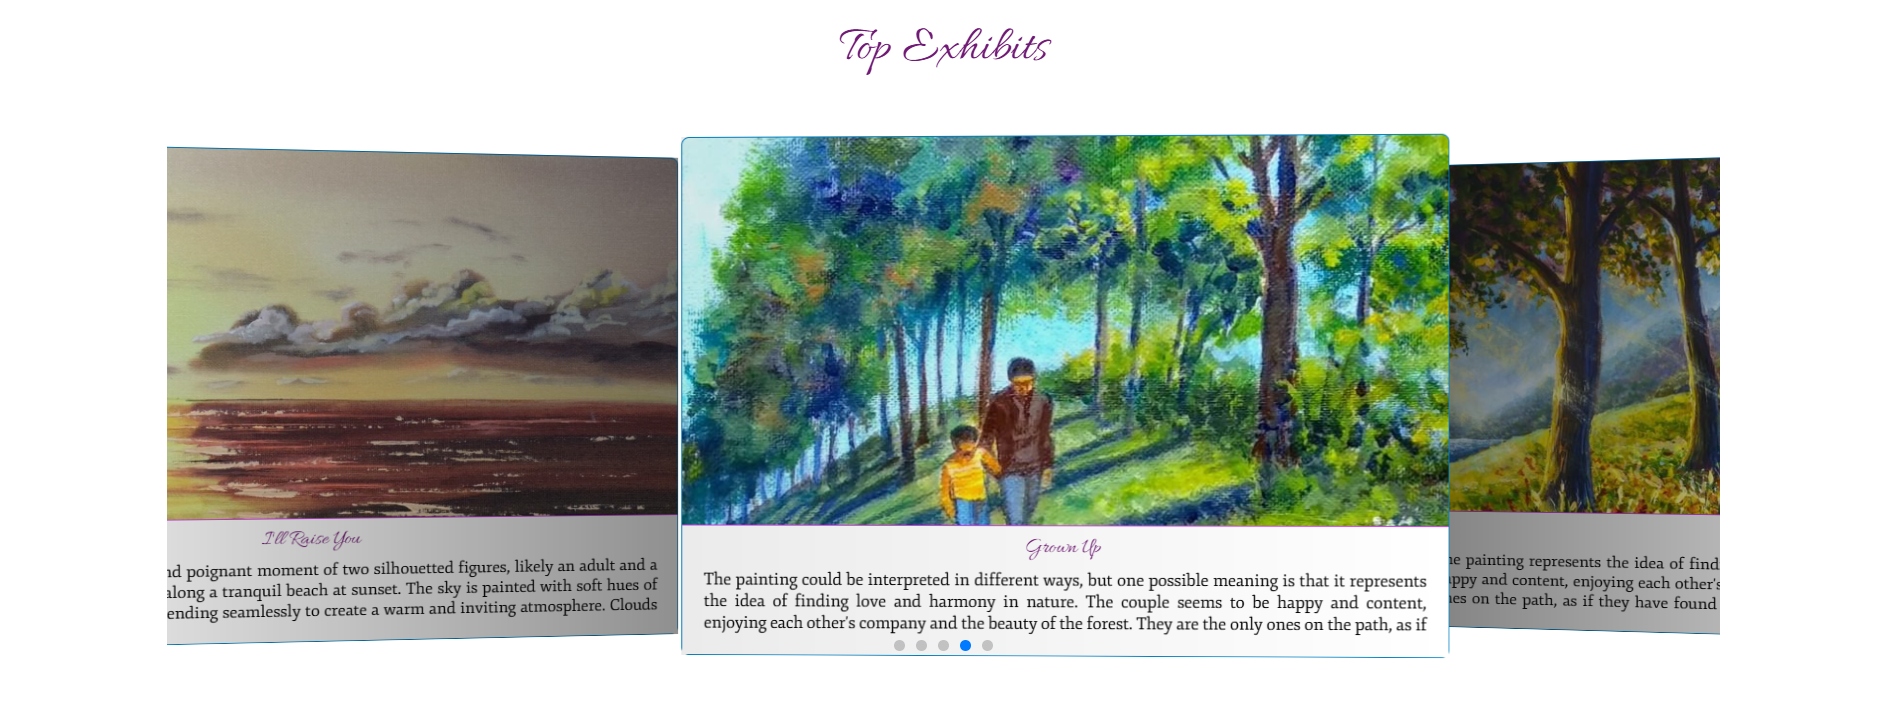 Top Exhibits
I'll Raise You
poignant moment of two silhouetted figures, likely an adult and a
along a tranquil beach at sunset. The sky is painted with soft hues of
seamlessly to create a warm and inviting atmosphere. Clouds
Grown Up
The painting could be interpreted in different ways, but one possible meaning is that it represents
the idea of finding love and harmony in nature. The couple seems to be happy and content,
enjoying each other's company and the beauty of the forest. They are the only ones on the path, as if
painting represents the idea of find
and content, enjoying each other's
on the path, as if they have found